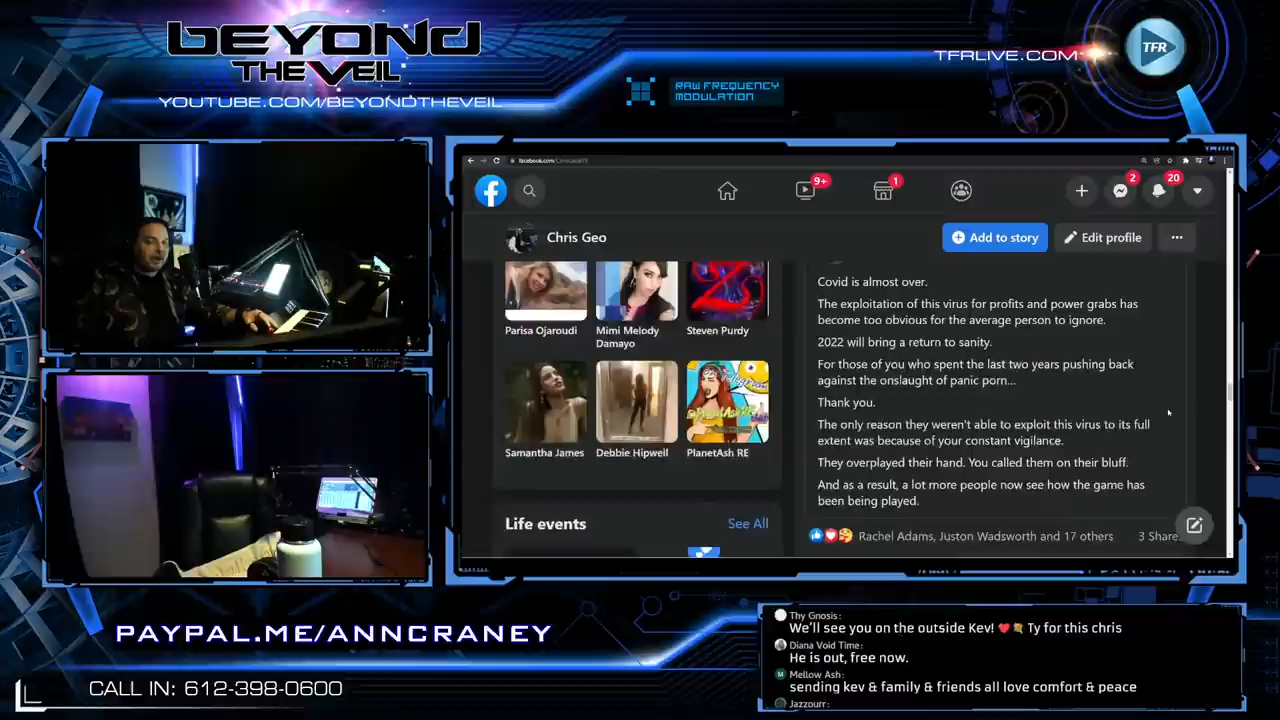 BEYOND
THE VEIL
YOUTUBE.COM/BEYONDTHEVEIL
RAW FREQUENCY
MODULATION
TFRLIVE.COM
TFR
9+
1
2
20
Chris Geo
Add to story
Edit profile
Parisa Ojaroudi
Mimi Melody
Damayo
Steven Purdy
Samantha James
Debbie Hipwell
PlanetAsh RE
Life events
See All
Covid is almost over.
The exploitation of this virus for profits and power grabs has
become too obvious for the average person to ignore.
2022 will bring a return to sanity.
For those of you who spent the last two years pushing back
against the onslaught of panic porn...
Thank you.
The only reason they weren't able to exploit this virus to its full
extent was because of your constant vigilance.
They overplayed their hand. You called them on their bluff.
And as a result, a lot more people now see how the game has
been being played.
Rachel Adams, Juston Wadsworth and 17 others
3 Share
PAYPAL.ME/ANNCRANEY
CALL IN: 612-398-0600
Thy Gnosis:
We'll see you on the outside Kev! ❤️ 💐 Ty for this chris
Diana Void Time:
He is out, free now.
M Mellow Ash:
sending kev & family & friends all love comfort & peace
Jazzpurr: